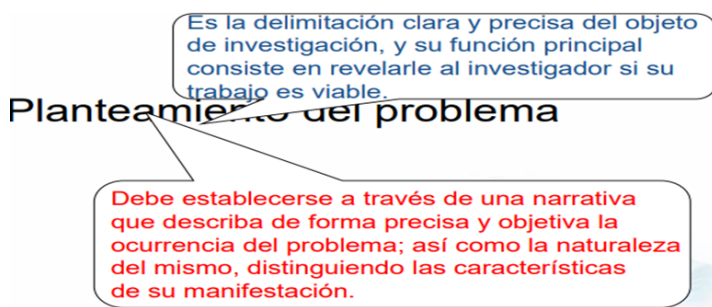 Es la delimitación clara y precisa del objeto
de investigación, y su función principal
consiste en revelarle al investigador si su
trabajo es viable.
Planteamiento del problema
Debe establecerse a través de una narrativa
que describa de forma precisa y objetiva la
ocurrencia del problema; así como la naturaleza
del mismo, distinguiendo las características
de su manifestación.